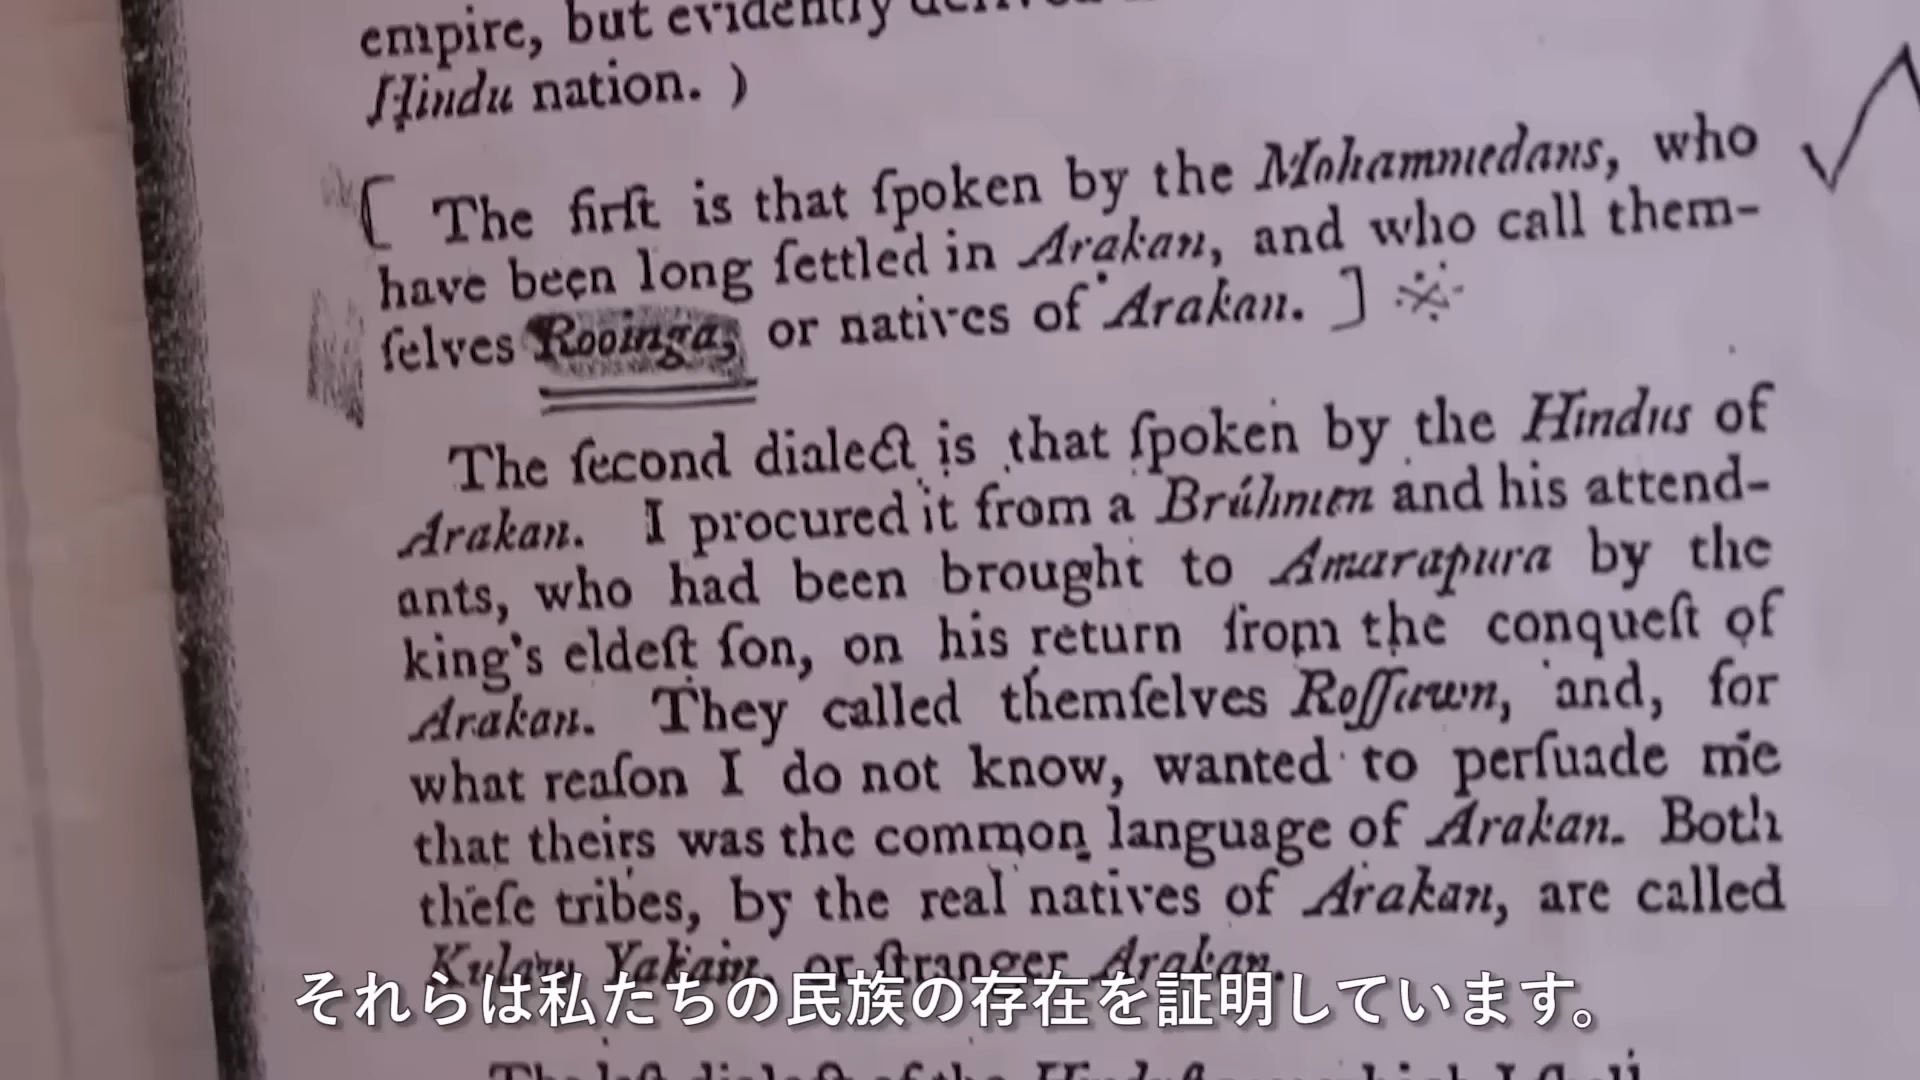 empire, but evidently
Hindu nation. )
[ The firſt is that ſpoken by the Mohammedans, who
have been long ſettled in Arakan, and who call them-
ſelves Rooinga, or natives of Arakan. ] ※
The ſecond dialect is that ſpoken by the Hindus of
Arakan. I procured it from a Brúhmen and his attend-
ants, who had been brought to Amarapura by the
king's eldeſt ſon, on his return from the conqueſt of
Arakan. They called themſelves Roſſawn, and, for
what reaſon I do not know, wanted to perſuade me
that theirs was the common language of Arakan. Both
theſe tribes, by the real natives of Arakan, are called
Kulaw Yakain, or ſtranger Arakan.
それらは私たちの民族の存在を証明しています。